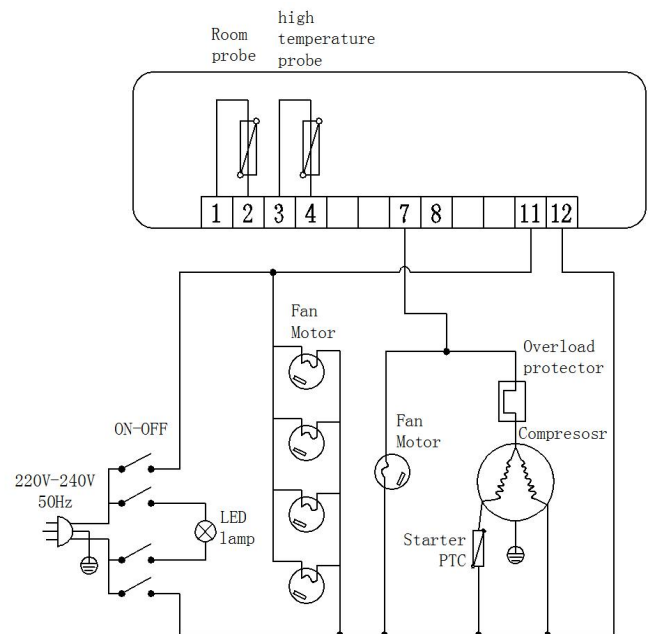 Room
probe
high
temperature
probe
1 2 3 4 7 8 11 12
Fan
Motor
Overload
protector
ON-OFF
Fan
Motor
Compresosr
220V-240V
50Hz
LED
lamp
Starter
PTC